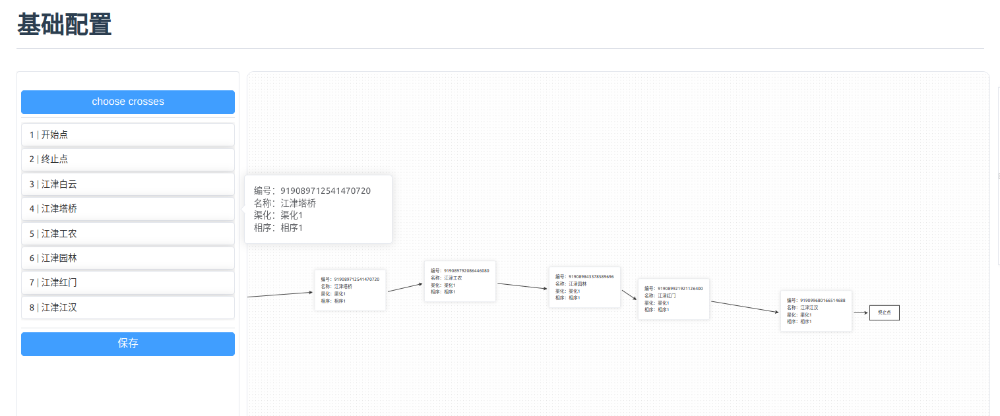 基础配置
choose crosses
1 | 开始点
2 | 终止点
3 | 江津白云
4 | 江津塔桥
5 | 江津工农
6 | 江津园林
7 | 江津红门
8 | 江津江汉
保存
编号：919089712541470720
名称：江津塔桥
渠化：渠化1
相序：相序1
编号：919089712541470720
名称：江津塔桥
渠化：渠化1
相序：相序1
编号：919089792086446080
名称：江津工农
渠化：渠化1
相序：相序1
编号：919089843378589696
名称：江津园林
渠化：渠化1
相序：相序1
编号：919089921921126400
名称：江津红门
渠化：渠化1
相序：相序1
编号：919099680166514688
名称：江津江汉
渠化：渠化1
相序：相序1
终止点